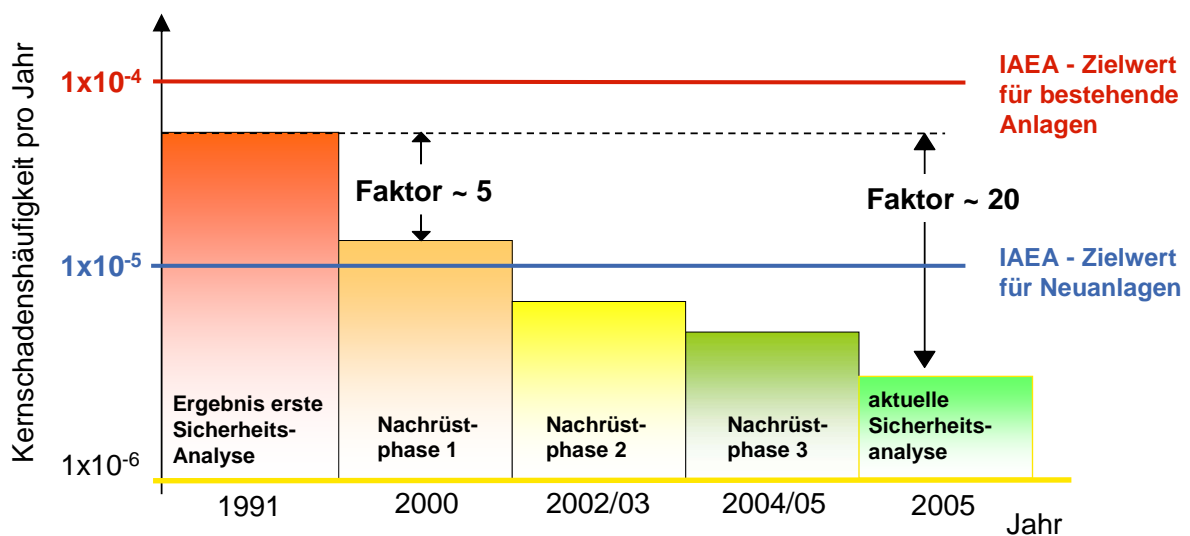 Kernschadenshäufigkeit pro Jahr
1x10-4
IAEA - Zielwert
für bestehende
Anlagen
Faktor ~ 5
Faktor ~ 20
1x10-5
IAEA - Zielwert
für Neuanlagen
Ergebnis erste
Sicherheits-
Analyse
Nachrüst-
phase 1
Nachrüst-
phase 2
Nachrüst-
phase 3
aktuelle
Sicherheits-
analyse
1x10-6
1991
2000
2002/03
2004/05
2005
Jahr